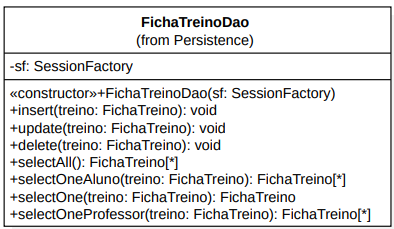 FichaTreinoDao
(from Persistence)
-sf: SessionFactory
«constructor»+FichaTreinoDao(sf: SessionFactory)
+insert(treino: FichaTreino): void
+update(treino: FichaTreino): void
+delete(treino: FichaTreino): void
+selectAll(): FichaTreino[*]
+selectOneAluno(treino: FichaTreino): FichaTreino[*]
+selectOne(treino: FichaTreino): FichaTreino
+selectOneProfessor(treino: FichaTreino): FichaTreino[*]